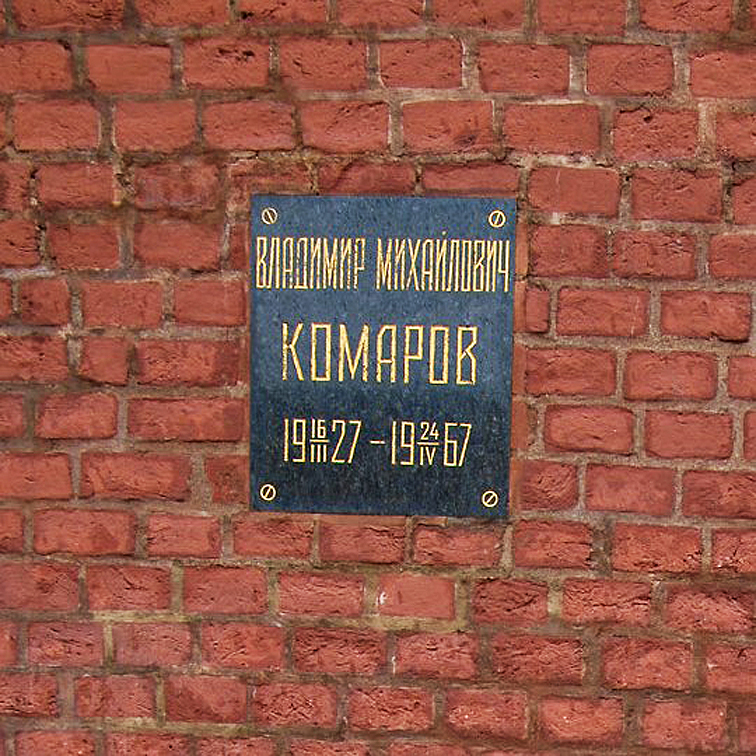 ВЛАДИМИР МИХАЙЛОВИЧ
КОМАРОВ
19 16/III 27 – 19 24/IV 67